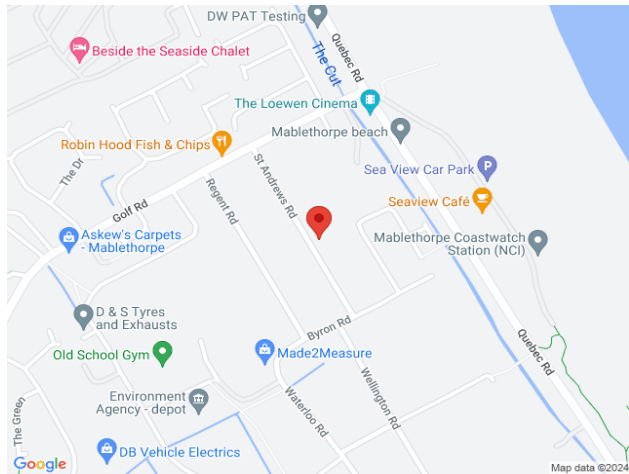 DW PAT Testing
Quebec Rd
The Cut
Beside the Seaside Chalet
The Loewen Cinema
Mablethorpe beach
Robin Hood Fish & Chips
St Andrews Rd
The Dr
Sea View Car Park
P
Regent Rd
Seaview Café
Golf Rd
Askew's Carpets
- Mablethorpe
Mablethorpe Coastwatch
Station (NCI)
D & S Tyres
and Exhausts
Byron Rd
Quebec Rd
Old School Gym
Made2Measure
Environment
Agency - depot
Waterloo Rd
Wellington Rd
The Green
DB Vehicle Electrics
Google
Map data ©2024